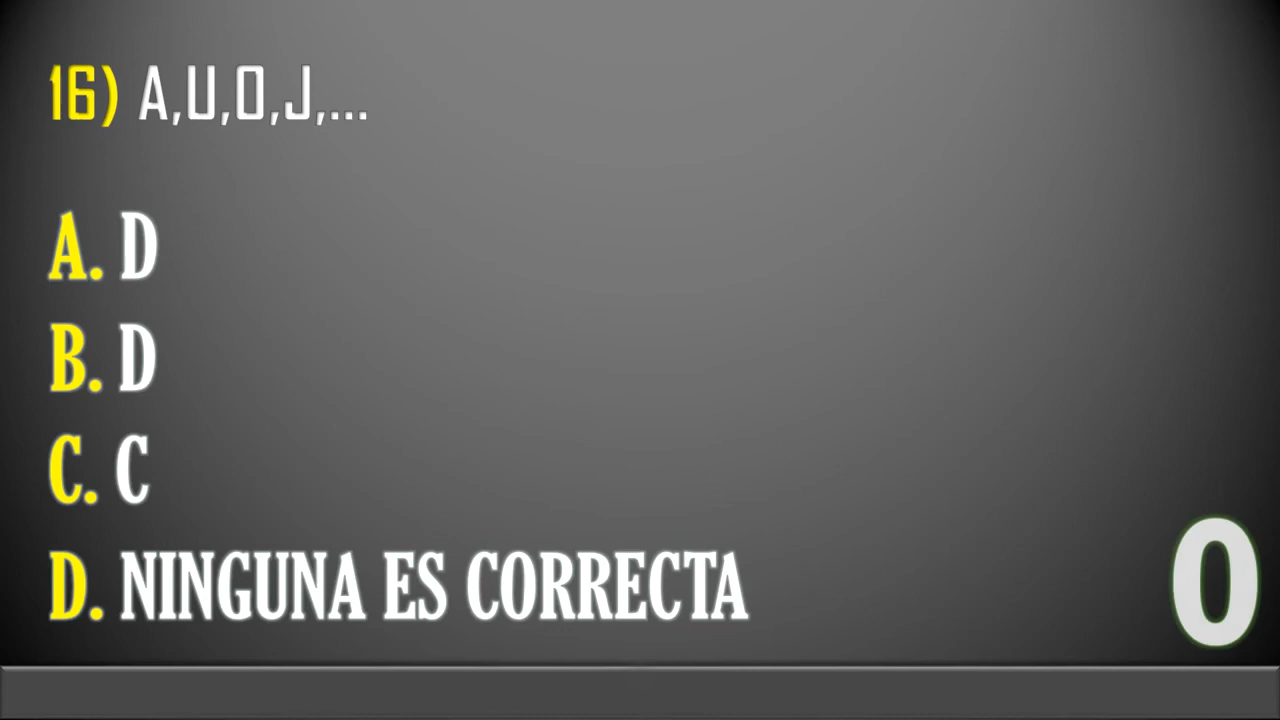 16) A,U,O,J,...
A. D
B. D
C. C
D. NINGUNA ES CORRECTA
0